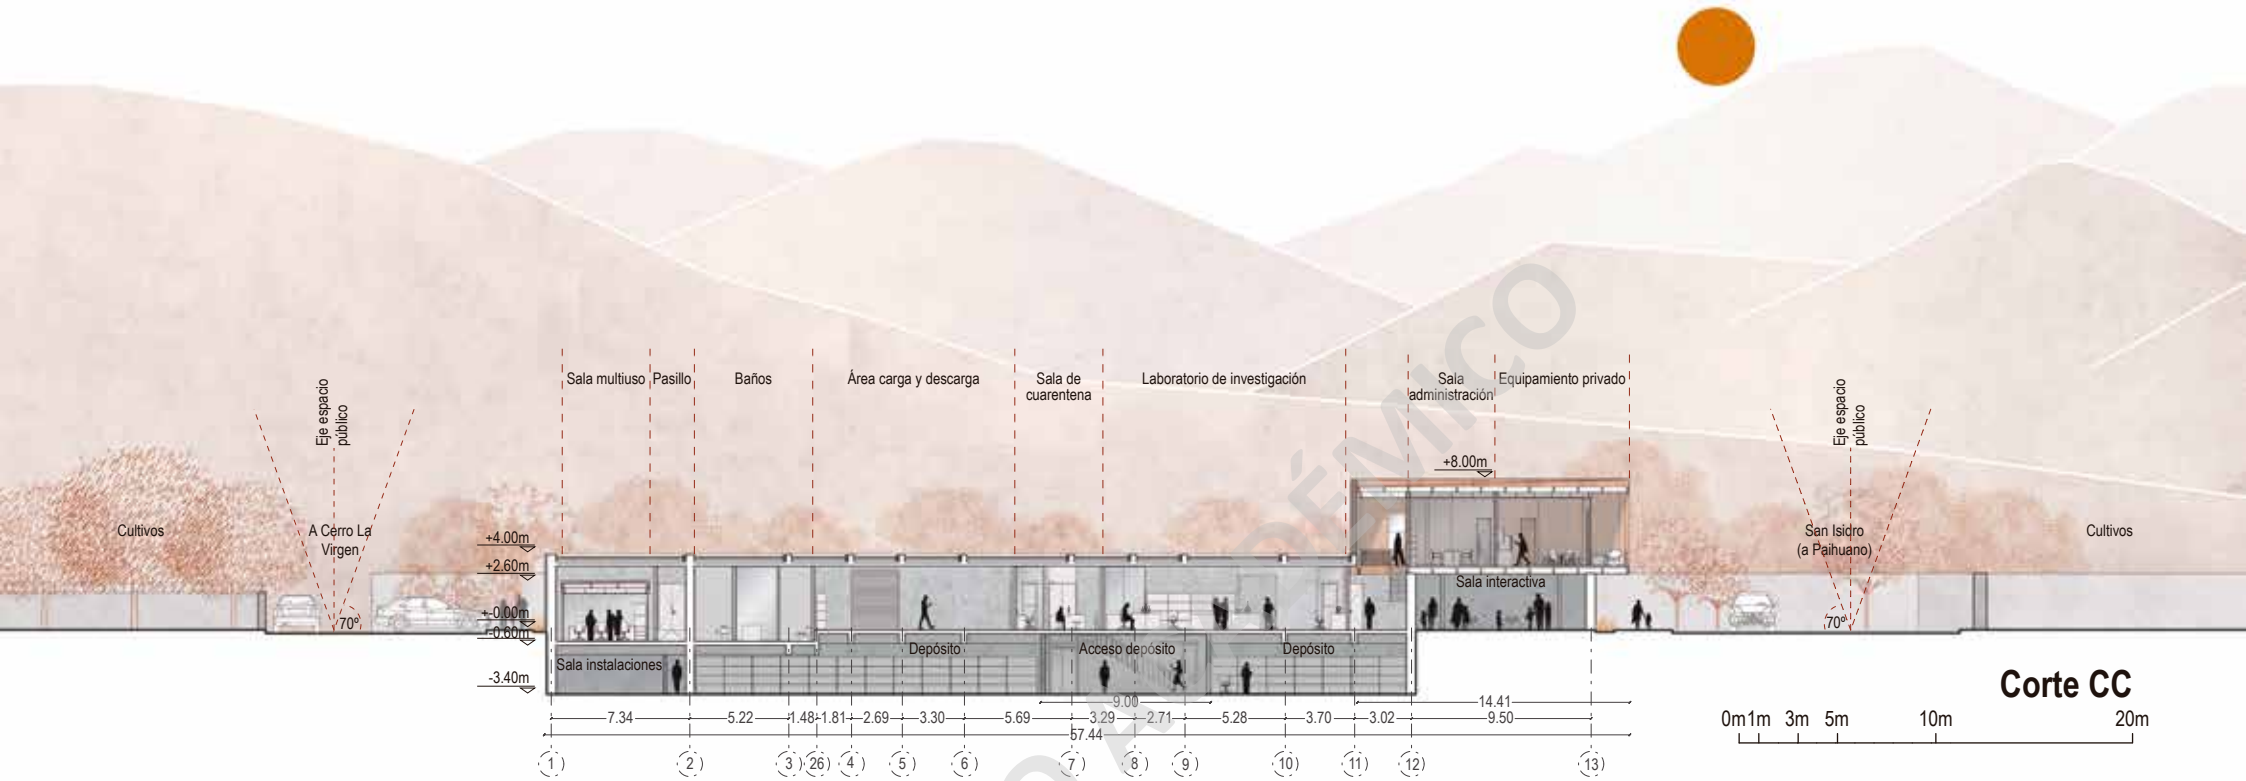 Sala multiuso
Pasillo
Baños
Área carga y descarga
Sala de
cuarentena
Laboratorio de investigación
Sala
administración
Equipamiento privado
Eje espacio
público
Eje espacio
público
+8.00m
Cultivos
A Cerro La
Virgen
+4.00m
+2.60m
+-0.00m
-0.60m
-3.40m
70º
Sala interactiva
San Isidro
(a Paihuano)
Cultivos
70º
Sala instalaciones
Depósito
Acceso depósito
Depósito
Corte CC
9.00
14.41
7.34
5.22
1.48
1.81
2.69
3.30
5.69
3.29
2.71
5.28
3.70
3.02
9.50
57.44
0m 1m 3m 5m 10m 20m
1
2
3
26
4
5
6
7
8
9
10
11
12
13
O ACADÉMICO